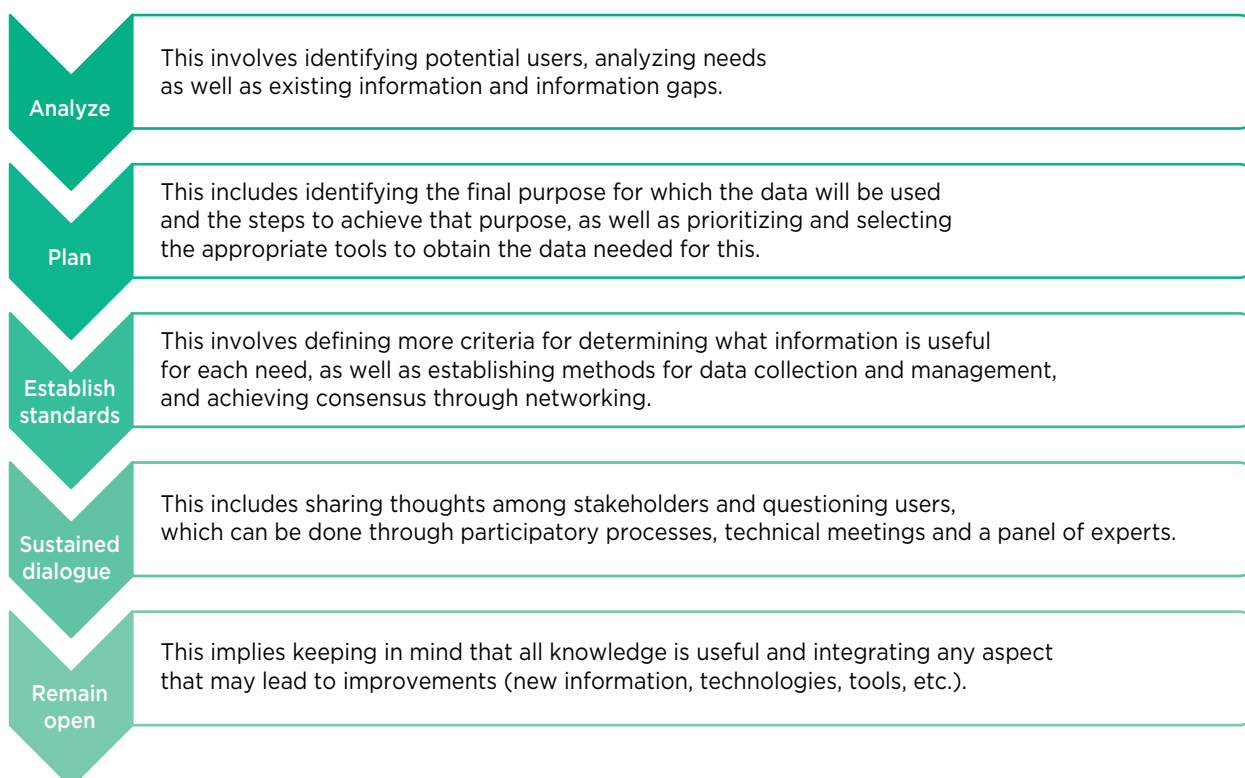 Analyze
This involves identifying potential users, analyzing needs
as well as existing information and information gaps.
Plan
This includes identifying the final purpose for which the data will be used
and the steps to achieve that purpose, as well as prioritizing and selecting
the appropriate tools to obtain the data needed for this.
Establish
standards
This involves defining more criteria for determining what information is useful
for each need, as well as establishing methods for data collection and management,
and achieving consensus through networking.
Sustained
dialogue
This includes sharing thoughts among stakeholders and questioning users,
which can be done through participatory processes, technical meetings and a panel of experts.
Remain
open
This implies keeping in mind that all knowledge is useful and integrating any aspect
that may lead to improvements (new information, technologies, tools, etc.).